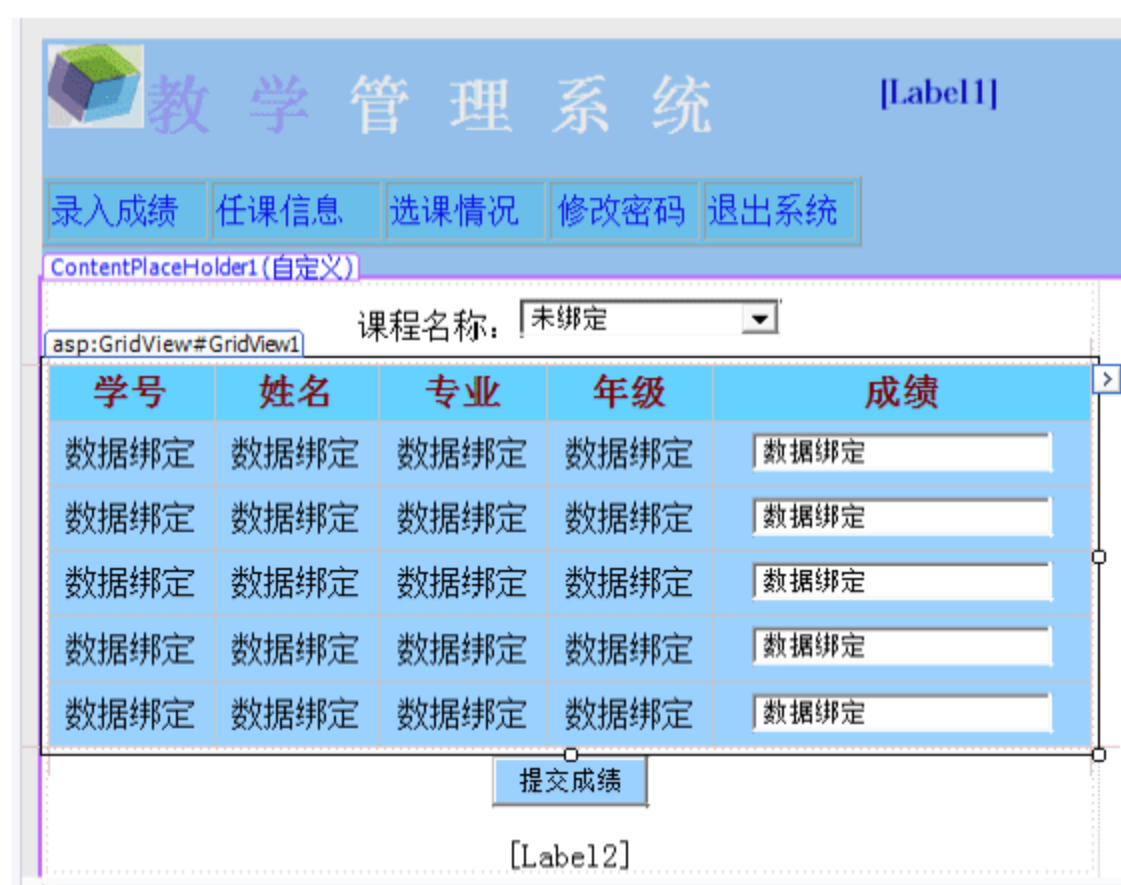 教学管理系统 [Label1]
录入成绩 任课信息 选课情况 修改密码 退出系统
ContentPlaceHolder1(自定义)
课程名称: 未绑定
asp:GridView#GridView1
学号 姓名 专业 年级 成绩
数据绑定 数据绑定 数据绑定 数据绑定 数据绑定
数据绑定 数据绑定 数据绑定 数据绑定 数据绑定
数据绑定 数据绑定 数据绑定 数据绑定 数据绑定
数据绑定 数据绑定 数据绑定 数据绑定 数据绑定
数据绑定 数据绑定 数据绑定 数据绑定 数据绑定
提交成绩
[Label2]